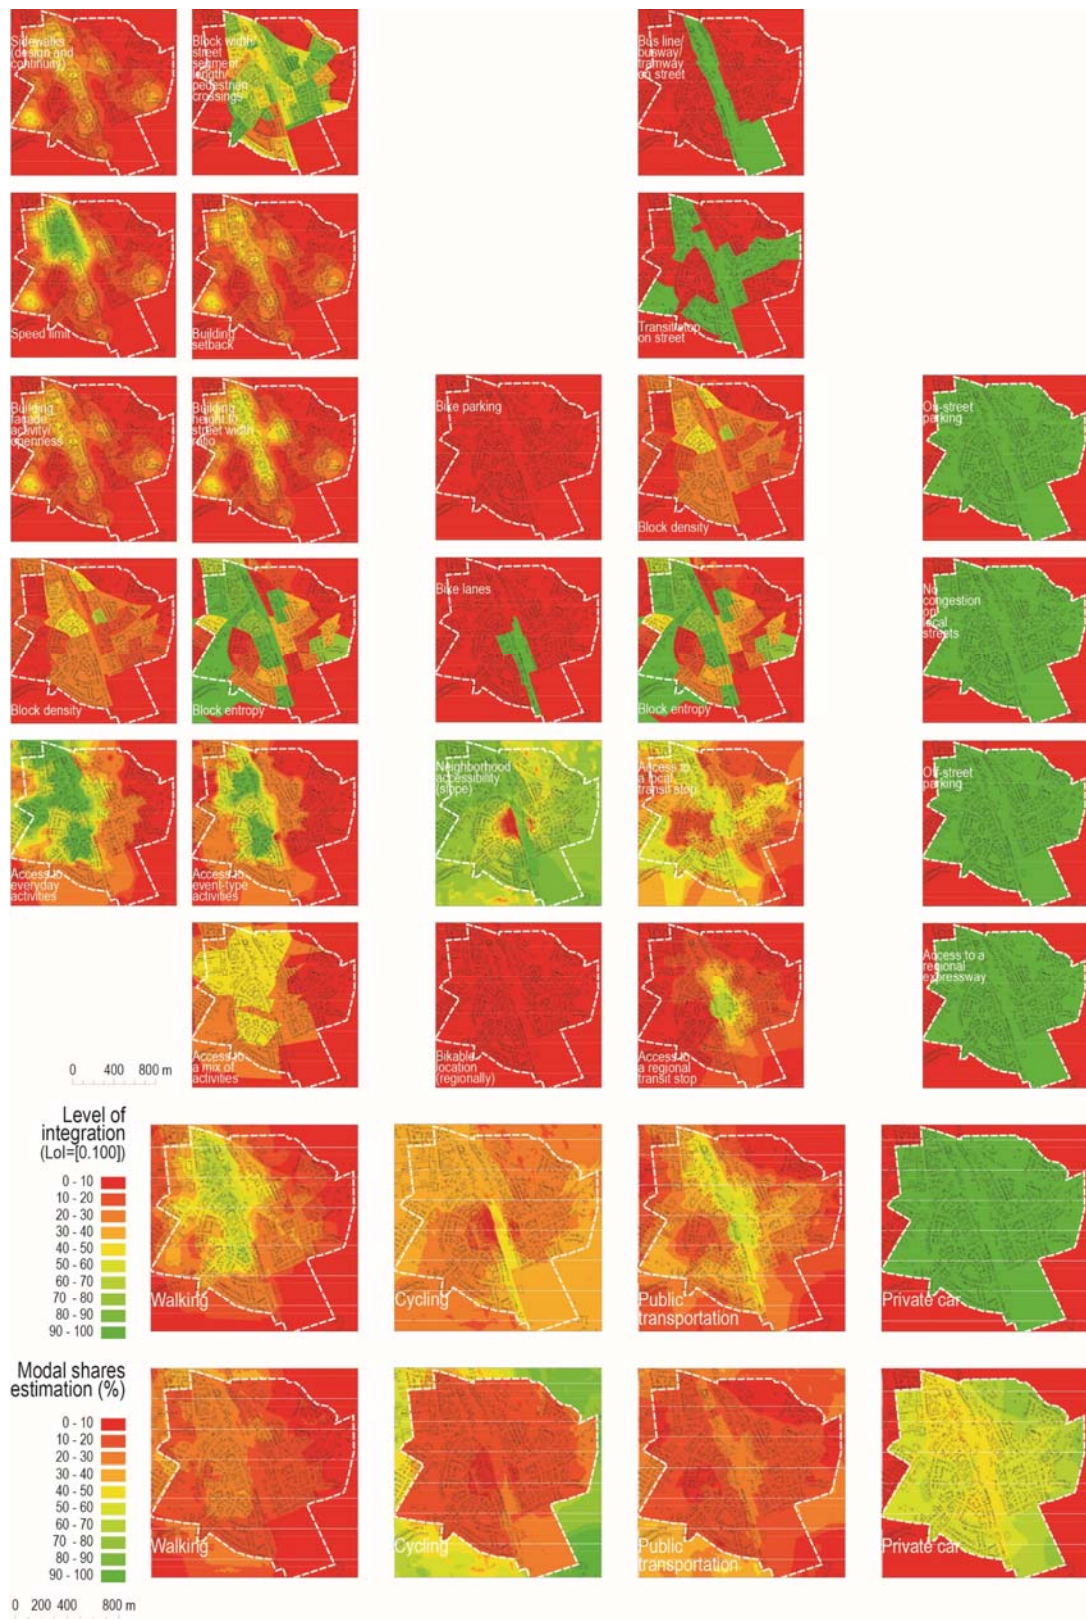 Sidewalks
(design and
continuity)
Block width/
street
segment
length/
pedestrian
crossings
Bus line/
busway/
tramway
on street
Speed limit
Building
setback
Transit stop
on street
Building
façade
activity/
openness
Building
height to
street width
ratio
Bike parking
Block density
On-street
parking
Block density
Block entropy
Bike lanes
Block entropy
No
congestion
on
local
streets
Access to
everyday
activities
Access to
event-type
activities
Neighborhood
accessibility
(slope)
Access to
a local
transit stop
Off-street
parking
Access to
a mix of
activities
Bikable
location
(regionally)
Access to
a regional
transit stop
Access to a
regional
expressway
0 400 800 m
Level of
integration
(LoI=[0.100])
0 - 10
10 - 20
20 - 30
30 - 40
40 - 50
50 - 60
60 - 70
70 - 80
80 - 90
90 - 100
Walking
Cycling
Public
transportation
Private car
Modal shares
estimation (%)
0 - 10
10 - 20
20 - 30
30 - 40
40 - 50
50 - 60
60 - 70
70 - 80
80 - 90
90 - 100
Walking
Cycling
Public
transportation
Private car
0 200 400 800 m